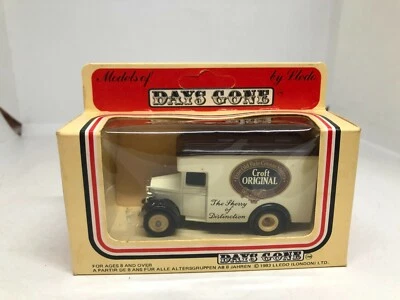 Models of by Lledo
DAYS GONE
Croft
ORIGINAL
The Sherry
of
Distinction
DAYS GONE
FOR AGES 8 AND OVER
A PARTIR DE 8 ANS FÜR ALLE ALTERSGRUPPEN AB 8 JAHREN © 1983 LLEDO (LONDON) LTD.